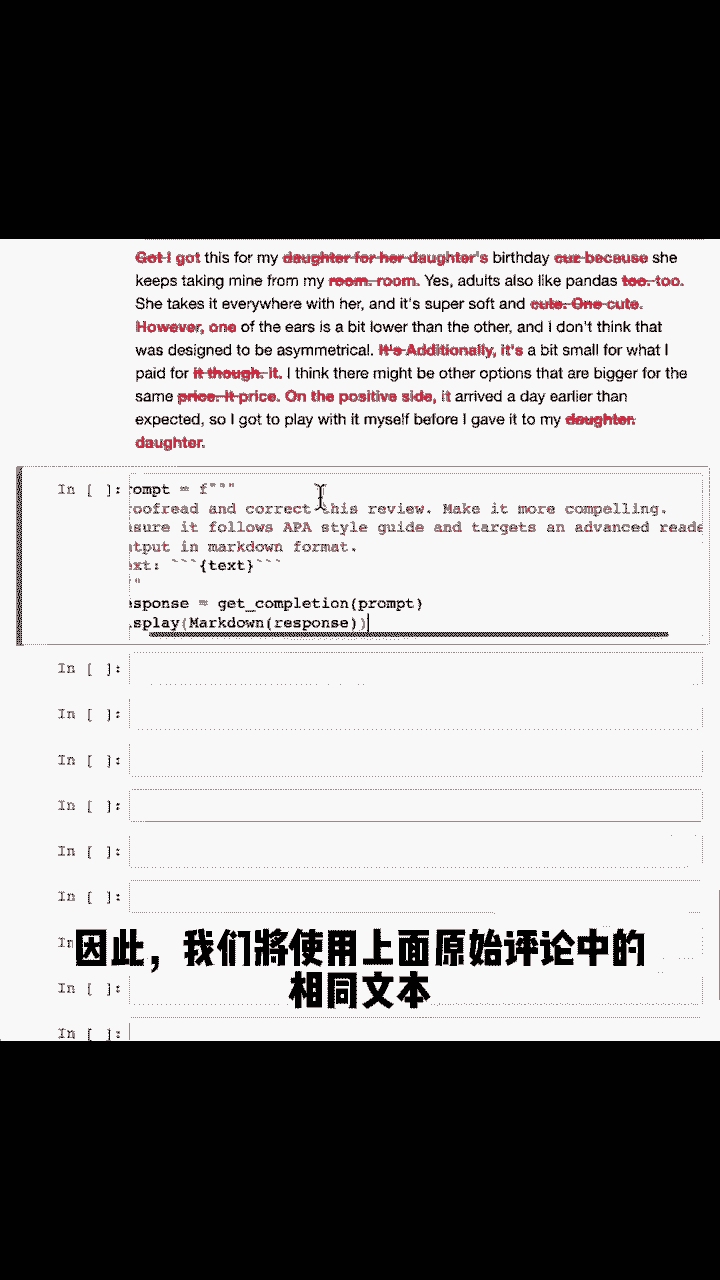 Got I got this for my daughter for her daughter's birthday cuz because she
keeps taking mine from my room. room. Yes, adults also like pandas too. too.
She takes it everywhere with her, and it's super soft and cute. One cute.
However, one of the ears is a bit lower than the other, and I don't think that
was designed to be asymmetrical. It's Additionally, it's a bit small for what I
paid for it though. it. I think there might be other options that are bigger for the
same price. It price. On the positive side, it arrived a day earlier than
expected, so I got to play with it myself before I gave it to my daughter.
daughter.
In [ ]: rompt = f"""
roofread and correct this review. Make it more compelling.
nsure it follows APA style guide and targets an advanced reade
utput in markdown format.
ext: ```{text}```
""
esponse = get_completion(prompt)
isplay(Markdown(response))
In [ ]:
In [ ]:
In [ ]:
In [ ]:
In [ ]:
In [ ]:
In
因此，我们將使用上面原始评论中的
相同文本
In [ ]:
In [ ]: